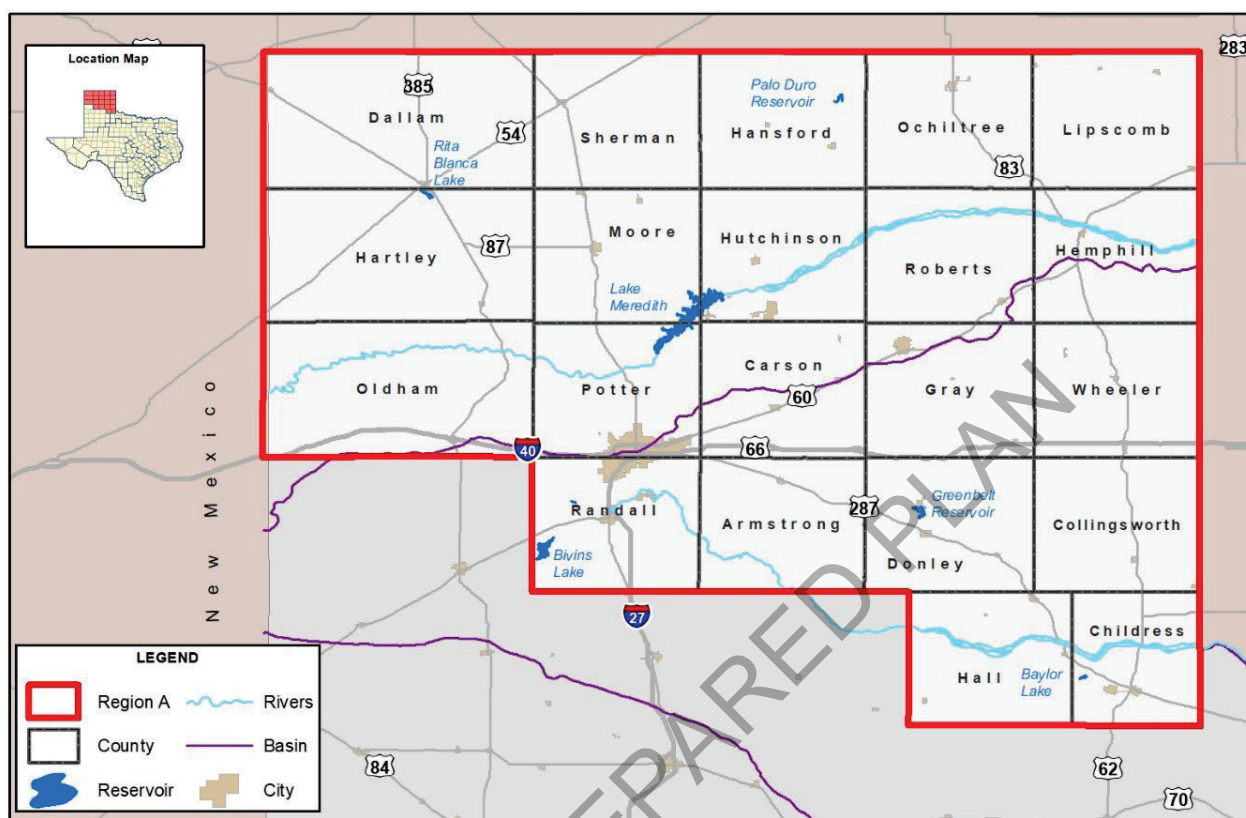 Location Map
283
385
Dallam
54
Sherman
Palo Duro
Reservoir
Hansford
Ochiltree
Lipscomb
83
Rita
Blanca
Lake
Hartley
87
Moore
Hutchinson
Roberts
Hemphill
Lake
Meredith
Oldham
Potter
Carson
60
Gray
Wheeler
40
66
New Mexico
Randall
Bivins
Lake
Armstrong
287
Greenbelt
Reservoir
Donley
Collingsworth
27
Hall
Baylor
Lake
Childress
84
62
70
LEGEND
Region A
Rivers
County
Basin
Reservoir
City
EPARED PLAN